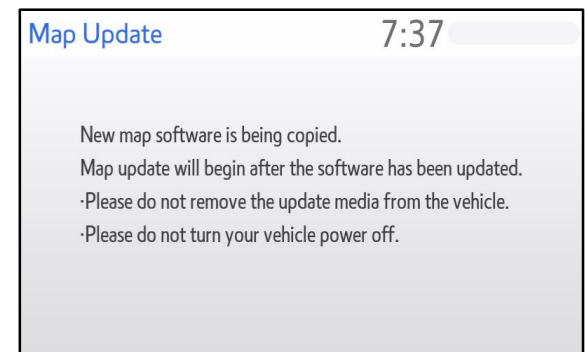 Map Update 7:37
New map software is being copied.
Map update will begin after the software has been updated.
·Please do not remove the update media from the vehicle.
·Please do not turn your vehicle power off.